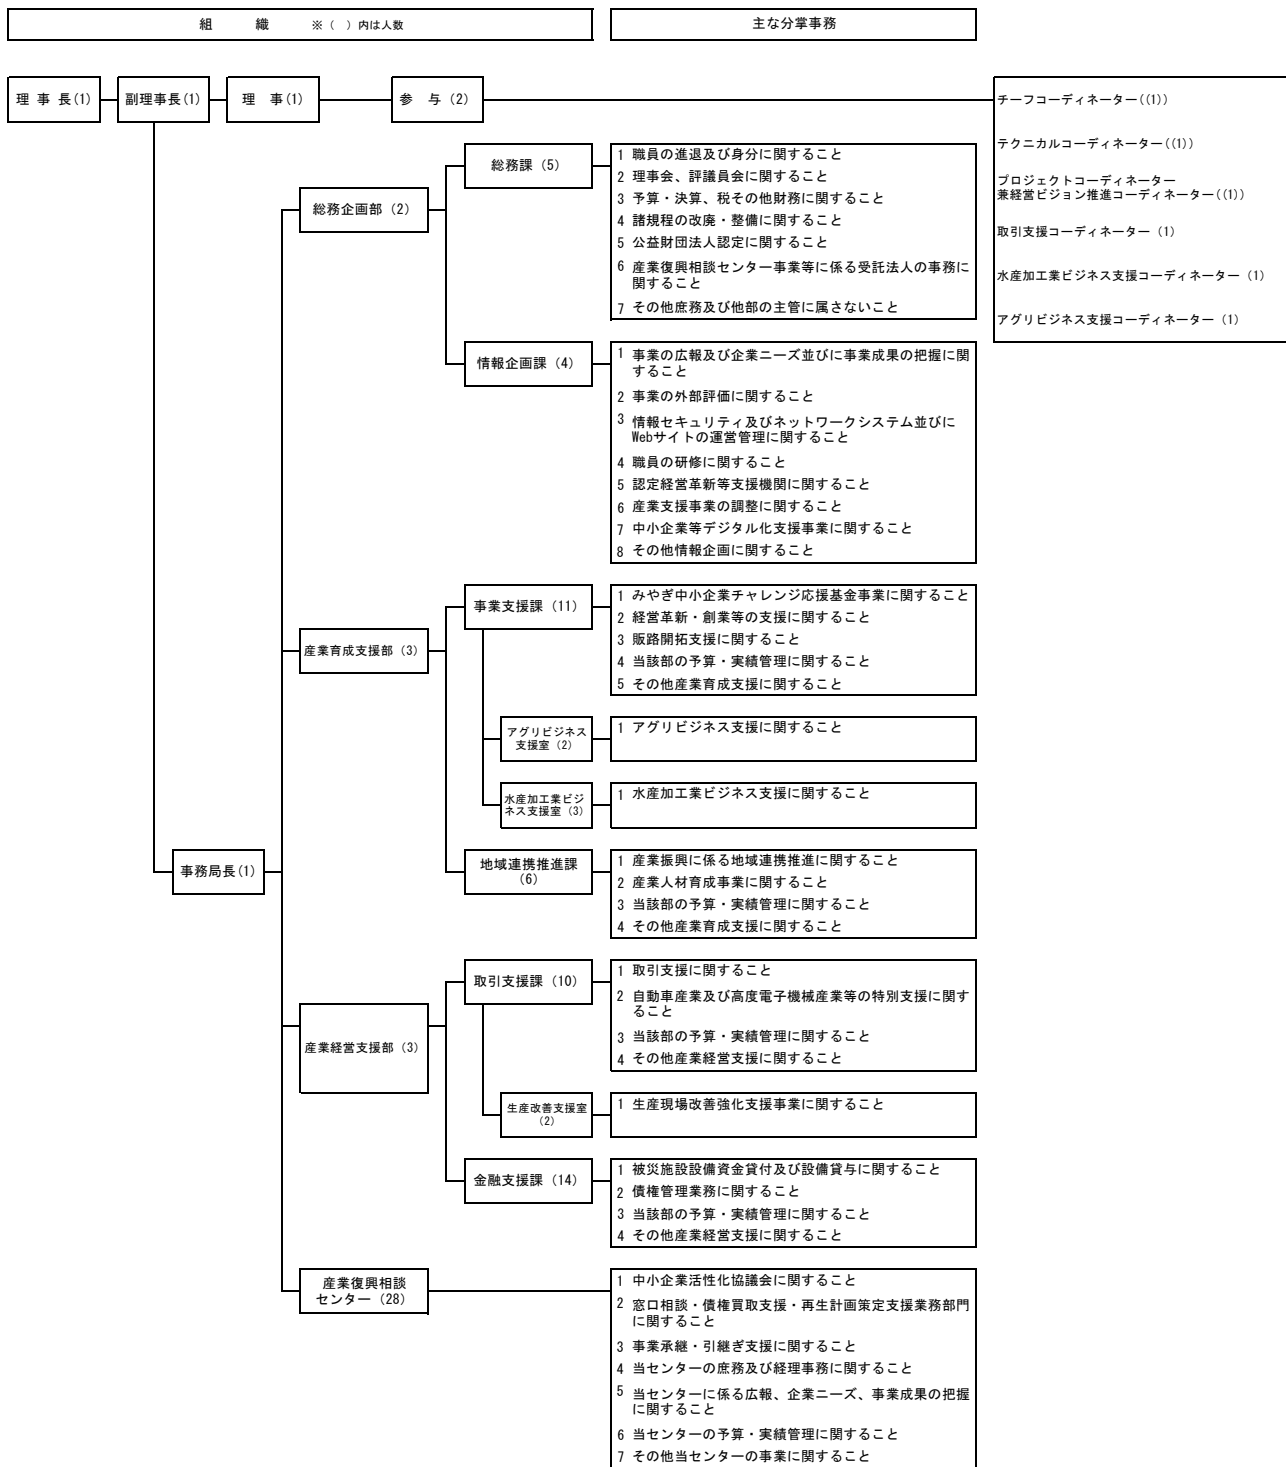 組　　織　　※（　）内は人数
主な分掌事務
理 事 長(1)
副理事長(1)
理　事(1)
参　与（2）
チーフコーディネーター((1))
テクニカルコーディネーター((1))
プロジェクトコーディネーター
兼経営ビジョン推進コーディネーター((1))
取引支援コーディネーター（1）
水産加工業ビジネス支援コーディネーター（1）
アグリビジネス支援コーディネーター（1）
総務企画部（2）
総務課（5）
1 職員の進退及び身分に関すること
2 理事会、評議員会に関すること
3 予算・決算、税その他財務に関すること
4 諸規程の改廃・整備に関すること
5 公益財団法人認定に関すること
6 産業復興相談センター事業等に係る受託法人の事務に
関すること
7 その他庶務及び他部の主管に属さないこと
情報企画課（4）
1 事業の広報及び企業ニーズ並びに事業成果の把握に関
すること
2 事業の外部評価に関すること
3 情報セキュリティ及びネットワークシステム並びに
Webサイトの運営管理に関すること
4 職員の研修に関すること
5 認定経営革新等支援機関に関すること
6 産業支援事業の調整に関すること
7 中小企業等デジタル化支援事業に関すること
8 その他情報企画に関すること
産業育成支援部（3）
事業支援課（11）
1 みやぎ中小企業チャレンジ応援基金事業に関すること
2 経営革新・創業等の支援に関すること
3 販路開拓支援に関すること
4 当該部の予算・実績管理に関すること
5 その他産業育成支援に関すること
アグリビジネス
支援室（2）
1 アグリビジネス支援に関すること
水産加工業ビジ
ネス支援室（3）
1 水産加工業ビジネス支援に関すること
事務局長(1)
地域連携推進課
（6）
1 産業振興に係る地域連携推進に関すること
2 産業人材育成事業に関すること
3 当該部の予算・実績管理に関すること
4 その他産業育成支援に関すること
産業経営支援部（3）
取引支援課（10）
1 取引支援に関すること
2 自動車産業及び高度電子機械産業等の特別支援に関す
ること
3 当該部の予算・実績管理に関すること
4 その他産業経営支援に関すること
生産改善支援室
（2）
1 生産現場改善強化支援事業に関すること
金融支援課（14）
1 被災施設設備資金貸付及び設備貸与に関すること
2 債権管理業務に関すること
3 当該部の予算・実績管理に関すること
4 その他産業経営支援に関すること
産業復興相談
センター（28）
1 中小企業活性化協議会に関すること
2 窓口相談・債権買取支援・再生計画策定支援業務部門
に関すること
3 事業承継・引継ぎ支援に関すること
4 当センターの庶務及び経理事務に関すること
5 当センターに係る広報、企業ニーズ、事業成果の把握
に関すること
6 当センターの予算・実績管理に関すること
7 その他当センターの事業に関すること